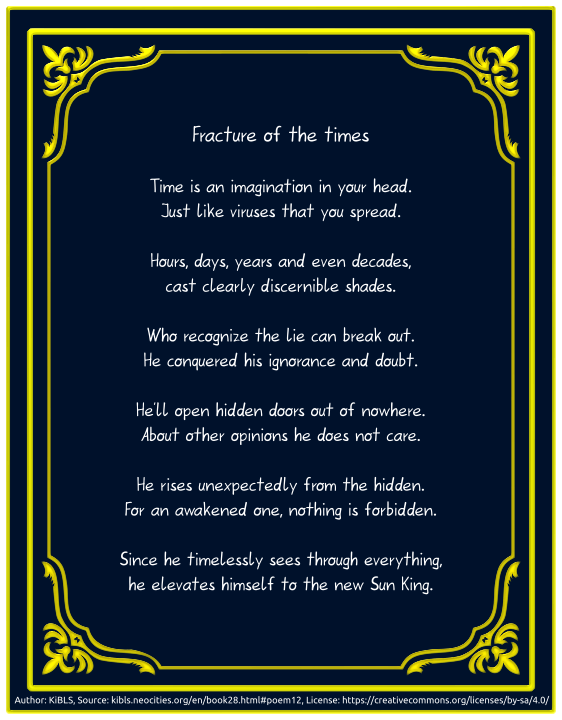 Fracture of the times
Time is an imagination in your head.
Just like viruses that you spread.
Hours, days, years and even decades,
cast clearly discernible shades.
Who recognize the lie can break out.
He conquered his ignorance and doubt.
He'll open hidden doors out of nowhere.
About other opinions he does not care.
He rises unexpectedly from the hidden.
For an awakened one, nothing is forbidden.
Since he timelessly sees through everything,
he elevates himself to the new Sun King.
Author: KiBLS, Source: kibls.neocities.org/en/book28.html#poem12, License: https://creativecommons.org/licenses/by-sa/4.0/